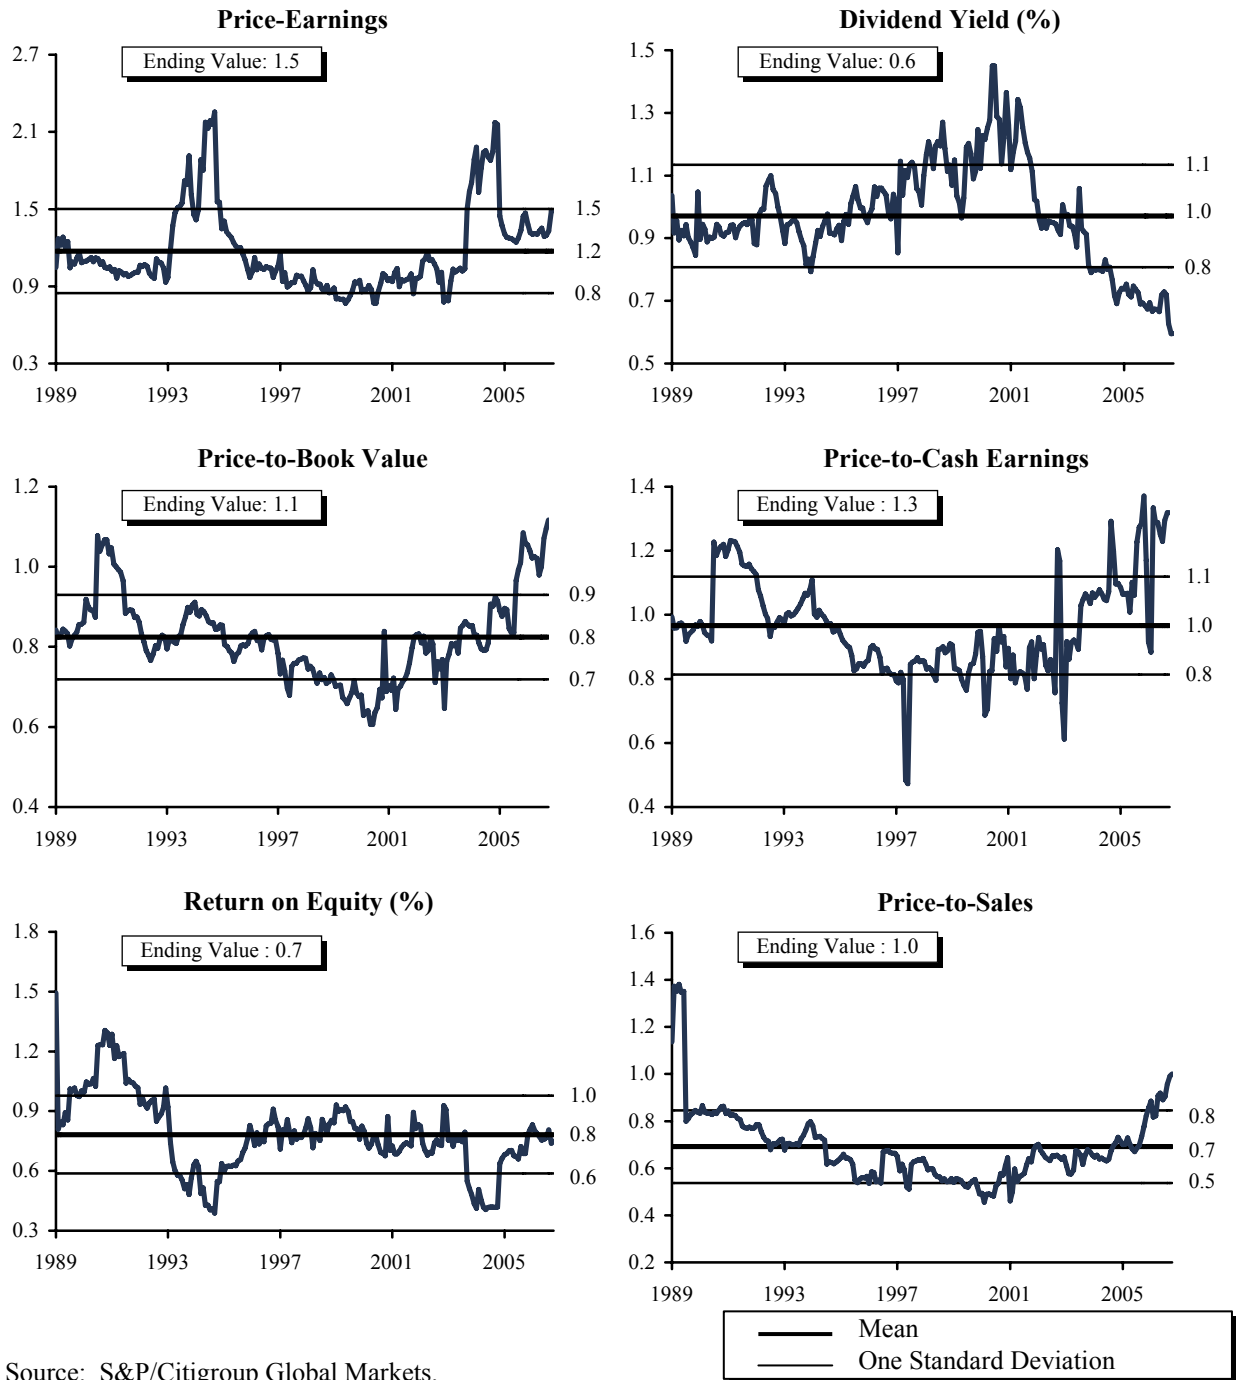 Price-Earnings
Ending Value: 1.5
2.7
2.1
1.5
0.9
0.3
1.5
1.2
0.8
1989 1993 1997 2001 2005
Dividend Yield (%)
Ending Value: 0.6
1.5
1.3
1.1
0.9
0.7
0.5
1.1
1.0
0.8
1989 1993 1997 2001 2005
Price-to-Book Value
Ending Value: 1.1
1.2
1.0
0.8
0.6
0.4
0.9
0.8
0.7
1989 1993 1997 2001 2005
Price-to-Cash Earnings
Ending Value : 1.3
1.4
1.2
1.0
0.8
0.6
0.4
1.1
1.0
0.8
1989 1993 1997 2001 2005
Return on Equity (%)
Ending Value : 0.7
1.8
1.5
1.2
0.9
0.6
0.3
1.0
0.8
0.6
1989 1993 1997 2001 2005
Price-to-Sales
Ending Value : 1.0
1.6
1.4
1.2
1.0
0.8
0.6
0.4
0.2
0.8
0.7
0.5
1989 1993 1997 2001 2005
Mean
One Standard Deviation
Source: S&P/Citigroup Global Markets.